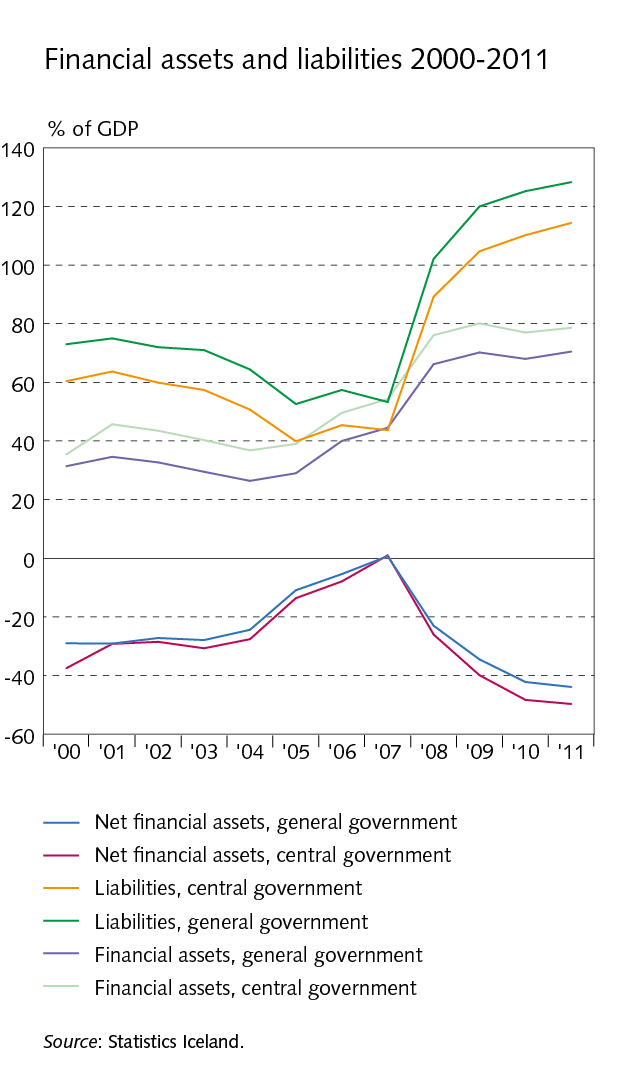 Financial assets and liabilities 2000-2011
% of GDP
140
120
100
80
60
40
20
0
-20
-40
-60
'00 '01 '02 '03 '04 '05 '06 '07 '08 '09 '10 '11
Net financial assets, general government
Net financial assets, central government
Liabilities, central government
Liabilities, general government
Financial assets, general government
Financial assets, central government
Source: Statistics Iceland.